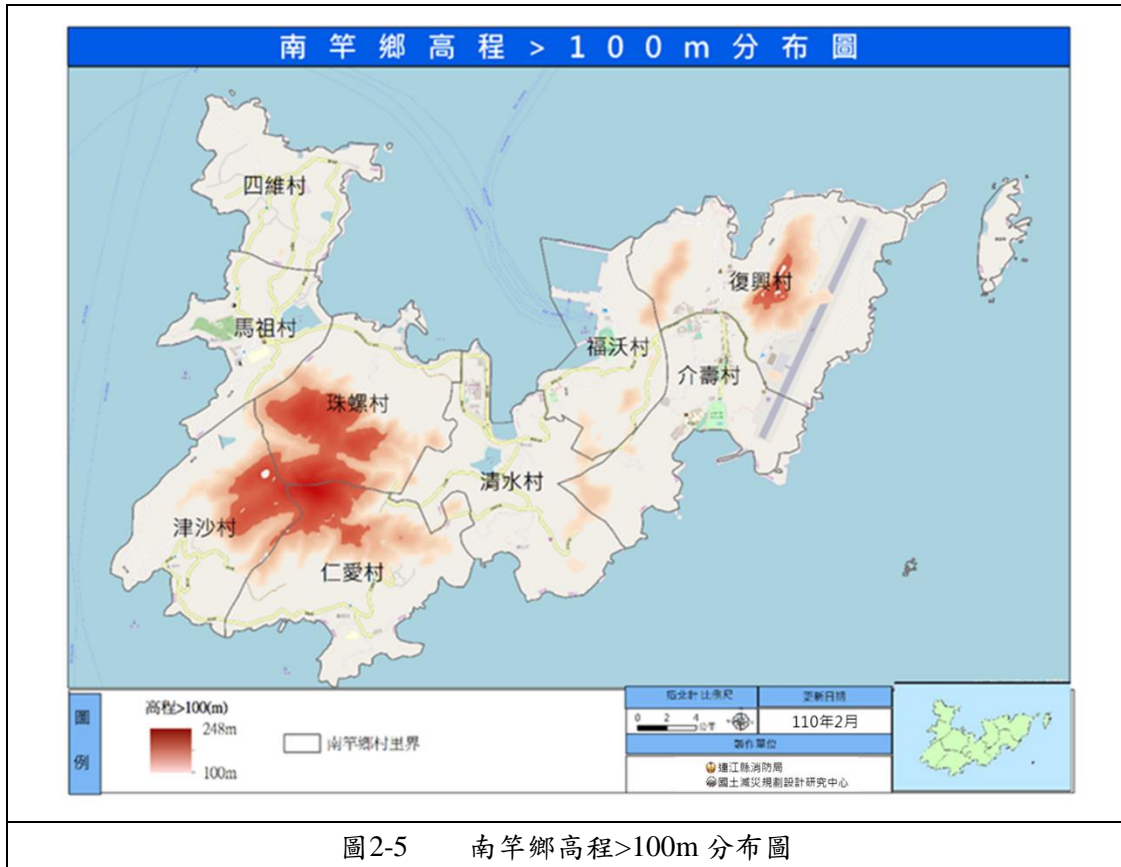 南竿鄉高程>100m分布圖
四維村
馬祖村
復興村
福沃村
介壽村
珠螺村
清水村
津沙村
仁愛村
圖例
高程>100(m)
248m
100m
南竿鄉村里界
指北針 比例尺
0 2 4 公里
更新日期
110年2月
製作單位
連江縣消防局
國土減災規劃設計研究中心
圖2-5 南竿鄉高程>100m 分布圖